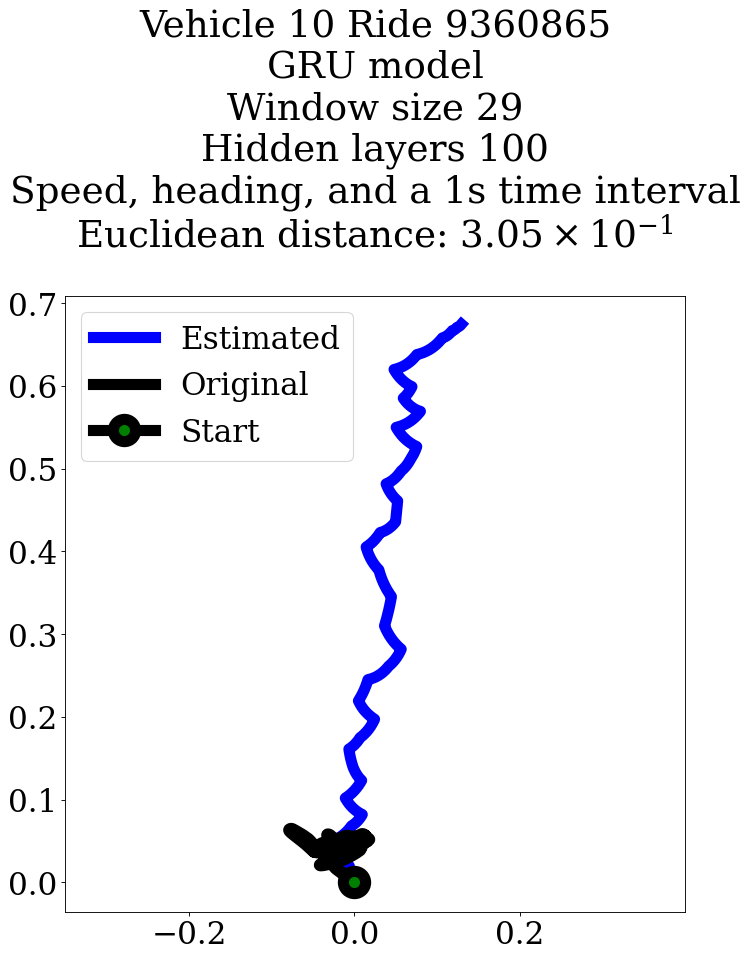 Vehicle 10 Ride 9360865
GRU model
Window size 29
Hidden layers 100
Speed, heading, and a 1s time interval
Euclidean distance: 3.05 × 10⁻¹
0.7
Estimated
0.6
Original
Start
0.5
0.4
0.3
0.2
0.1
0.0
−0.2 0.0 0.2